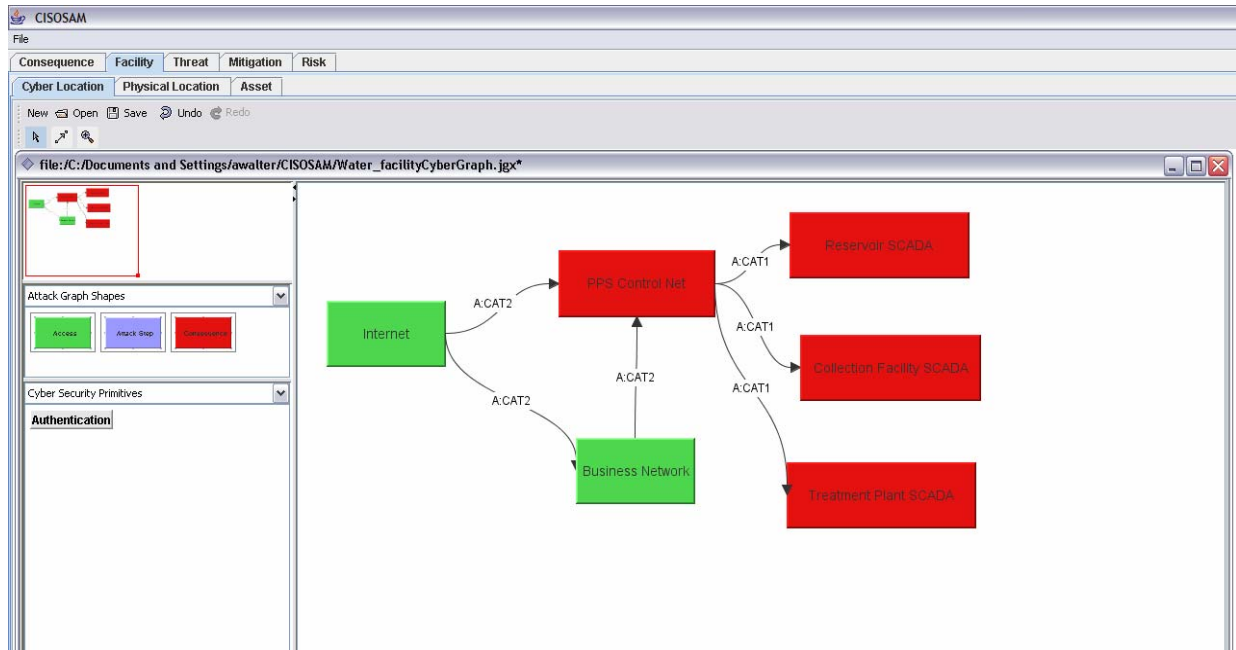 CISOSAM
File
Consequence Facility Threat Mitigation Risk
Cyber Location Physical Location Asset
New Open Save Undo Redo
file:/C:/Documents and Settings/awalter/CISOSAM/Water_facilityCyberGraph.jgx*
Attack Graph Shapes
Access Attack Step Consequence
Cyber Security Primitives
Authentication
Internet
A:CAT2
A:CAT2
PPS Control Net
A:CAT2
Business Network
A:CAT1
A:CAT1
A:CAT1
Reservoir SCADA
Collection Facility SCADA
Treatment Plant SCADA